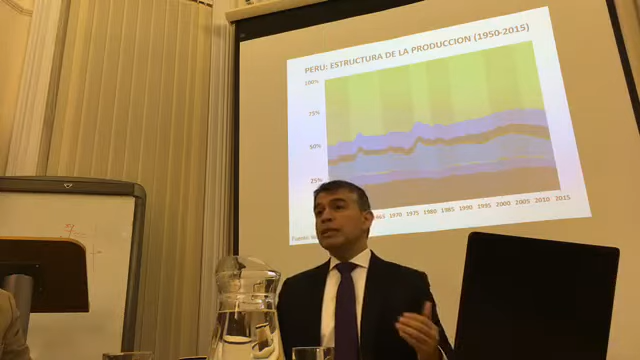 PERU: ESTRUCTURA DE LA PRODUCCION (1950-2015)
100%
75%
50%
25%
1970 1975 1980 1985 1990 1995 2000 2005 2010 2015
Fuente: